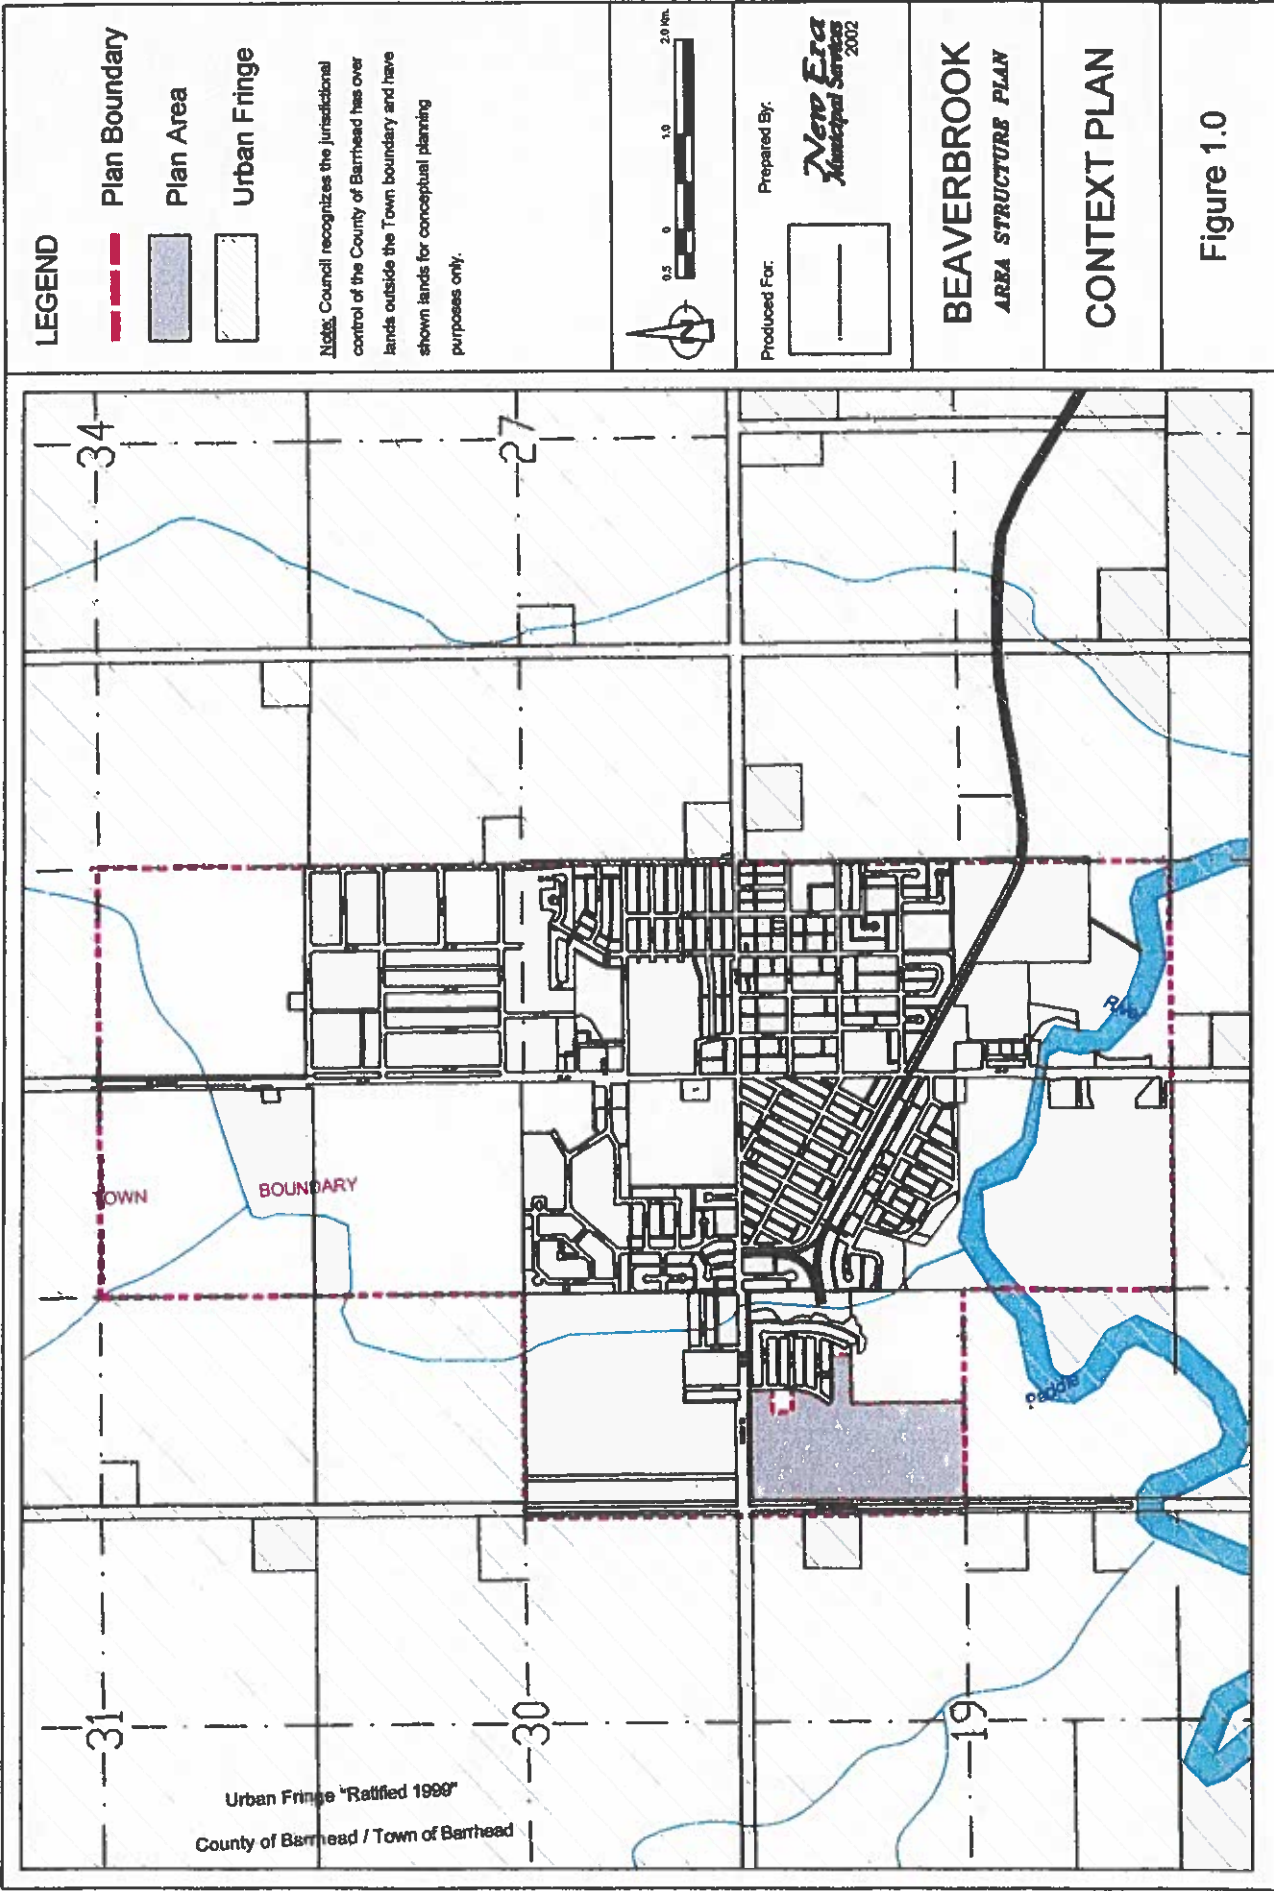 LEGEND
Plan Boundary
Plan Area
Urban Fringe
Note: Council recognizes the jurisdictional
control of the County of Barrhead has over
lands outside the Town boundary and have
shown lands for conceptual planning
purposes only.
N
0.5 0 1.0 2.0 Km.
Produced For:
Prepared By:
New Era
Municipal Services
2002
BEAVERBROOK
AREA STRUCTURE PLAN
CONTEXT PLAN
Figure 1.0
34
27
31
30
19
TOWN BOUNDARY
Paddle
River
Urban Fringe "Ratified 1999"
County of Barrhead / Town of Barrhead